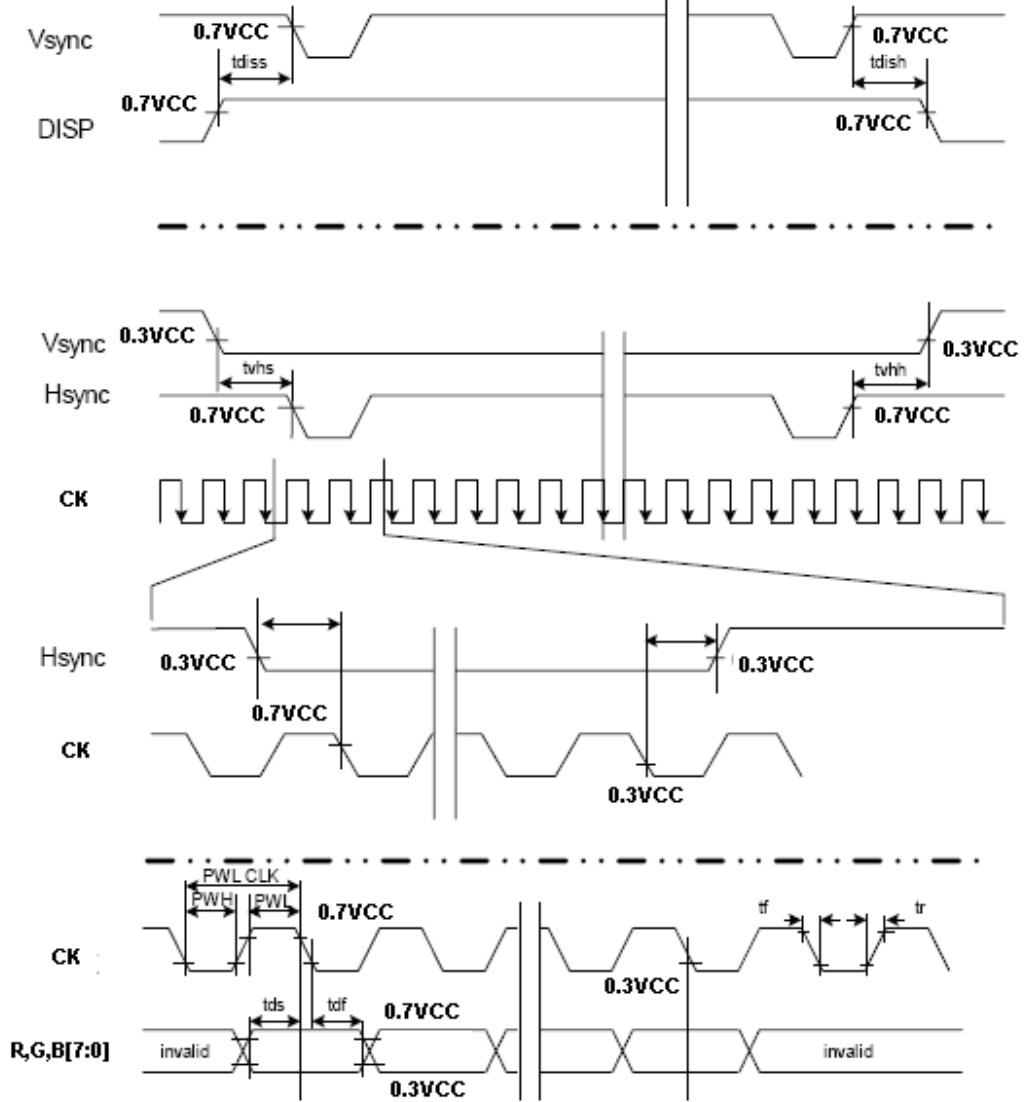 Vsync
0.7VCC
0.7VCC
tdiss
tdish
0.7VCC
0.7VCC
DISP
Vsync
0.3VCC
0.3VCC
tvhs
tvhh
Hsync
0.7VCC
0.7VCC
CK
Hsync
0.3VCC
0.3VCC
0.7VCC
CK
0.3VCC
PWL CLK
PWH
PWL
0.7VCC
tf
tr
CK
0.3VCC
tds
tdf
0.7VCC
R,G,B[7:0]
invalid
invalid
0.3VCC